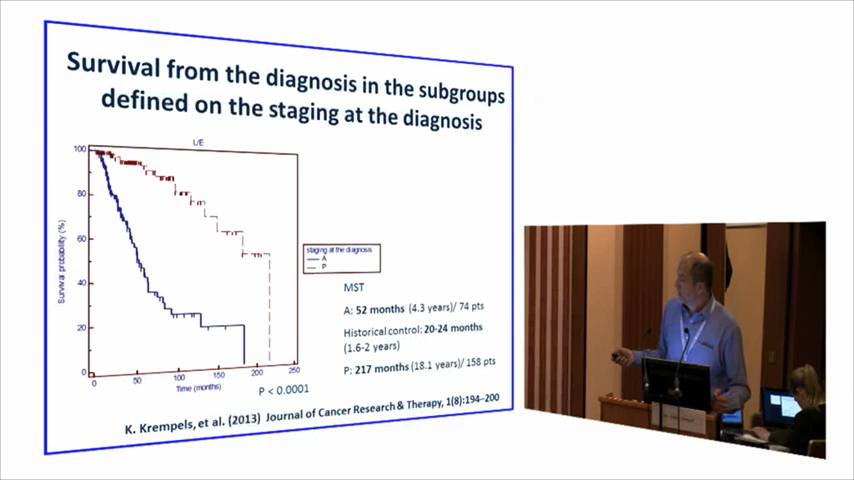 Survival from the diagnosis in the subgroups
defined on the staging at the diagnosis
L/E
100
80
60
40
20
0
Survival probability (%)
0 50 100 150 200 250
Time (months)
P < 0.0001
staging at the diagnosis
A
P
MST
A: 52 months (4.3 years)/ 74 pts
Historical control: 20-24 months
(1.6-2 years)
P: 217 months (18.1 years)/ 158 pts
K. Krempels, et al. (2013) Journal of Cancer Research & Therapy, 1(8):194–200